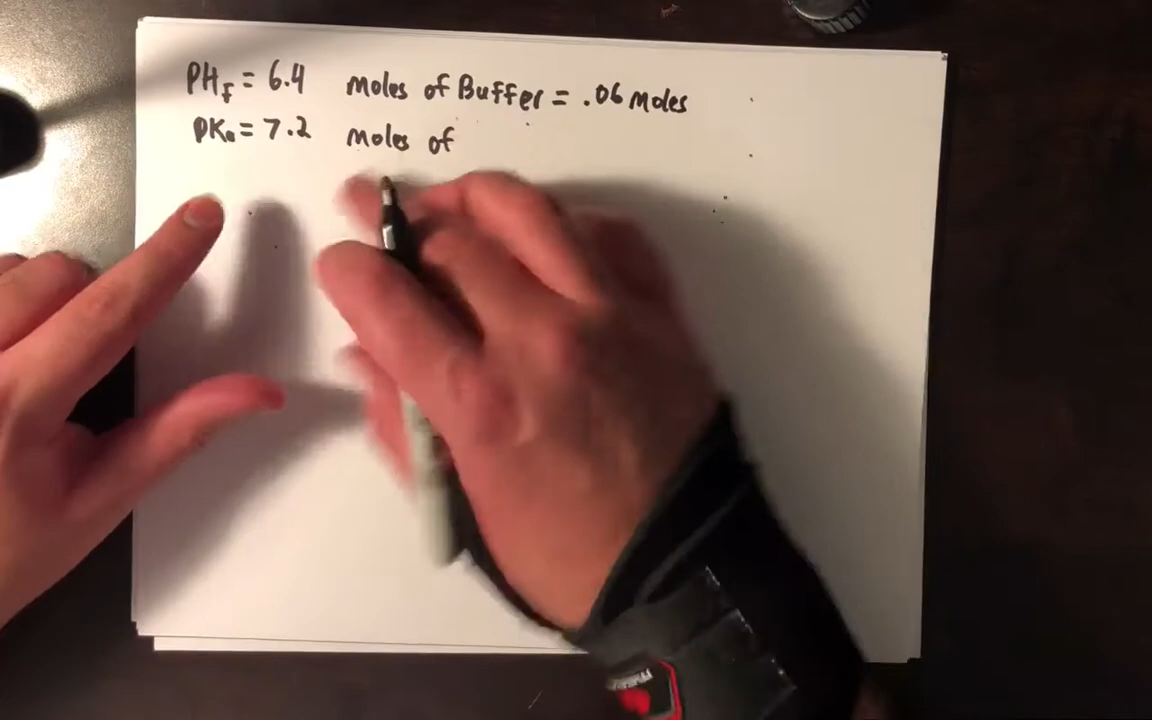 PHf = 6.4 moles of Buffer = .06 moles
PKa = 7.2 moles of